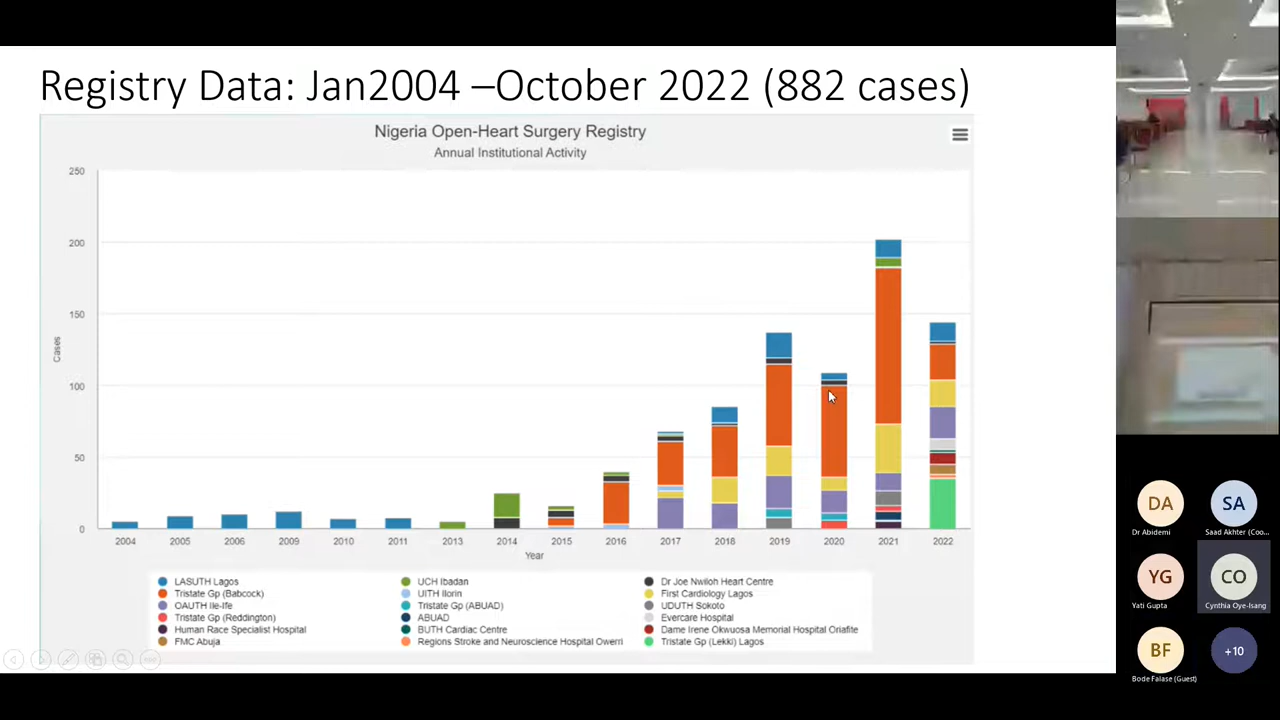 Registry Data: Jan2004 –October 2022 (882 cases)
Nigeria Open-Heart Surgery Registry
Annual Institutional Activity
250
200
150
100
50
0
Cases
2004 2005 2006 2009 2010 2011 2013 2014 2015 2016 2017 2018 2019 2020 2021 2022
Year
LASUTH Lagos UCH Ibadan Dr Joe Nwiloh Heart Centre
Tristate Gp (Babcock) UITH Ilorin First Cardiology Lagos
OAUTH Ile-Ife Tristate Gp (ABUAD) UDUTH Sokoto
Tristate Gp (Reddington) ABUAD Evercare Hospital
Human Race Specialist Hospital BUTH Cardiac Centre Dame Irene Okwuosa Memorial Hospital Oriafite
FMC Abuja Regions Stroke and Neuroscience Hospital Owerri Tristate Gp (Lekki) Lagos
DA SA
Dr Abidemi Saad Akhter (Coo...
YG CO
Yati Gupta Cynthia Oye-Isang
BF +10
Bode Falase (Guest)